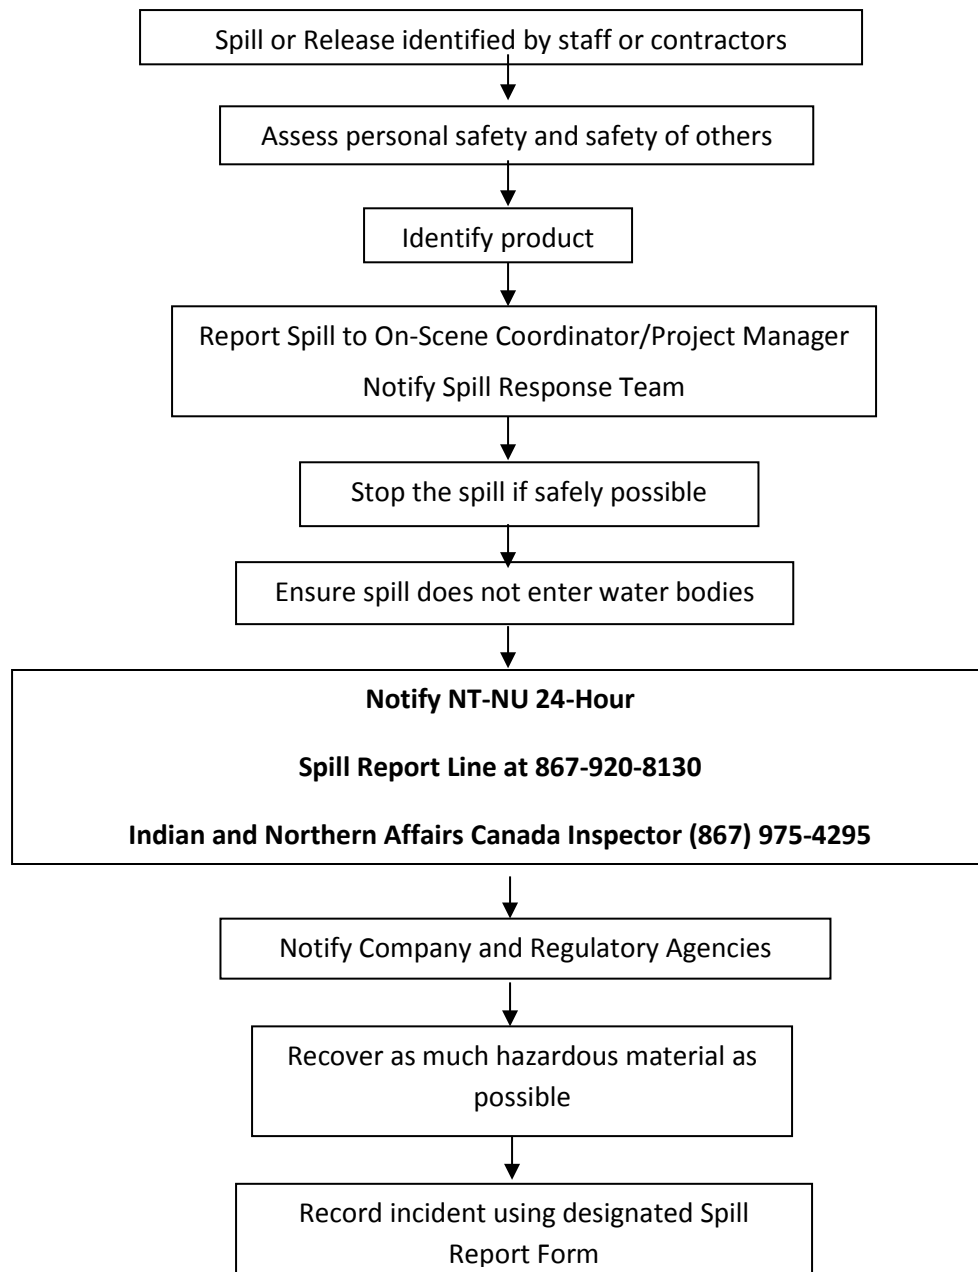 Spill or Release identified by staff or contractors
Assess personal safety and safety of others
Identify product
Report Spill to On-Scene Coordinator/Project Manager
Notify Spill Response Team
Stop the spill if safely possible
Ensure spill does not enter water bodies
Notify NT-NU 24-Hour
Spill Report Line at 867-920-8130
Indian and Northern Affairs Canada Inspector (867) 975-4295
Notify Company and Regulatory Agencies
Recover as much hazardous material as
possible
Record incident using designated Spill
Report Form